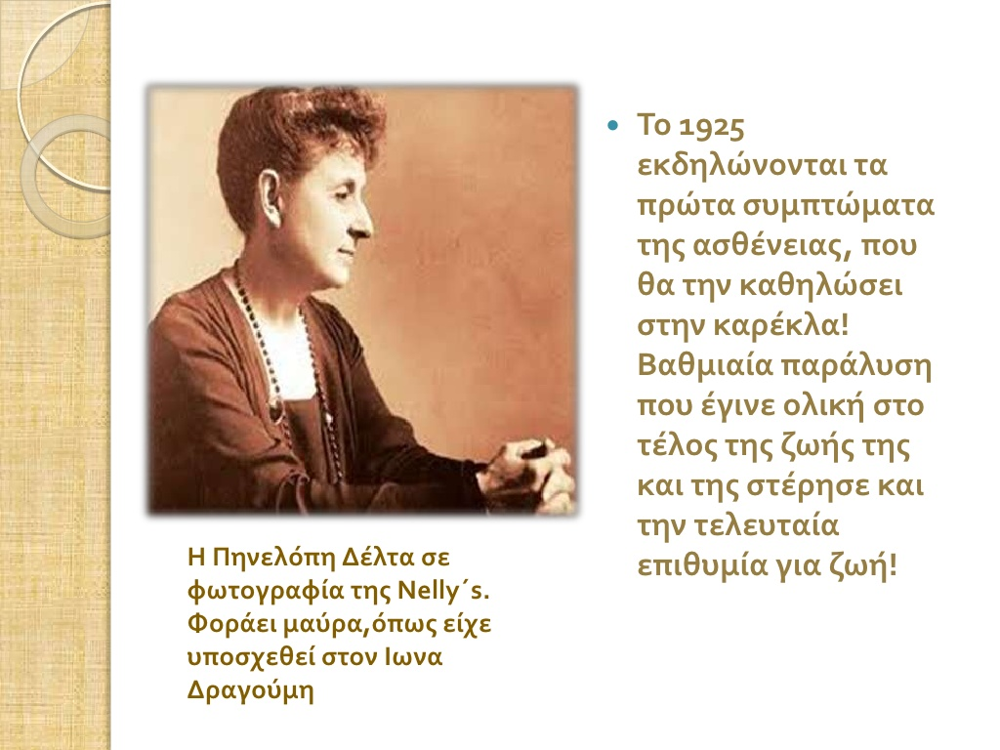 • Το 1925
εκδηλώνονται τα
πρώτα συμπτώματα
της ασθένειας, που
θα την καθηλώσει
στην καρέκλα!
Βαθμιαία παράλυση
που έγινε ολική στο
τέλος της ζωής της
και της στέρησε και
την τελευταία
επιθυμία για ζωή!
Η Πηνελόπη Δέλτα σε
φωτογραφία της Nelly΄s.
Φοράει μαύρα,όπως είχε
υποσχεθεί στον Ιωνα
Δραγούμη